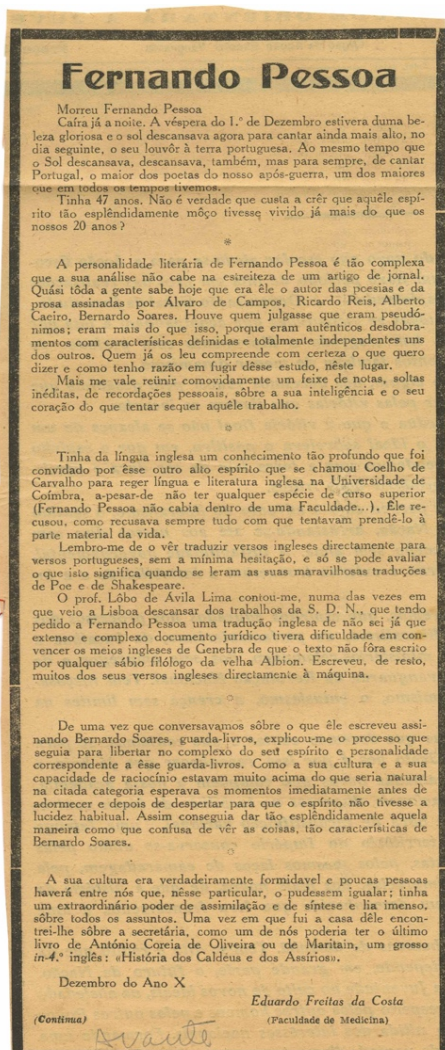 Fernando Pessoa
Morreu Fernando Pessoa
Caíra já a noite. A véspera do 1.º de Dezembro estivera duma be-
leza gloriosa e o sol descansava agora para cantar ainda mais alto, no
dia seguinte, o seu louvôr à terra portuguesa. Ao mesmo tempo que
o Sol descansava, descansava, também, mas para sempre, de cantar
Portugal, o maior dos poetas do nosso após-guerra, um dos maiores
que em todos os tempos tivemos.
Tinha 47 anos. Não é verdade que custa a crêr que aquêle espí-
rito tão esplêndidamente môço tivesse vivido já mais do que os
nossos 20 anos?
*
A personalidade literária de Fernando Pessoa é tão complexa
que a sua análise não cabe na estreiteza de um artigo de jornal.
Quási tôda a gente sabe hoje que era êle o autor das poesias e da
prosa assinadas por Álvaro de Campos, Ricardo Reis, Alberto
Caeiro, Bernardo Soares. Houve quem julgasse que eram pseudó-
nimos; eram mais do que isso, porque eram autênticos desdobra-
mentos com características definidas e totalmente independentes uns
dos outros. Quem já os leu compreende com certeza o que quero
dizer e como tenho razão em fugir dêsse estudo, nêste lugar.
Mais me vale reünir comovidamente um feixe de notas, soltas
inéditas, de recordações pessoais, sôbre a sua inteligência e o seu
coração do que tentar sequer aquêle trabalho.
Tinha da língua inglesa um conhecimento tão profundo que foi
convidado por êsse outro alto espírito que se chamou Coelho de
Carvalho para reger língua e literatura inglesa na Universidade de
Coímbra, a-pesar-de não ter qualquer espécie de curso superior
(Fernando Pessoa não cabia dentro de uma Faculdade...). Êle re-
cusou, como recusava sempre tudo com que tentavam prendê-lo à
parte material da vida.
Lembro-me de o vêr traduzir versos ingleses directamente para
versos portugueses, sem a mínima hesitação, e só se pode avaliar
o que isto significa quando se leram as suas maravilhosas traduções
de Poe e de Shakespeare.
O prof. Lôbo de Ávila Lima contou-me, numa das vezes em
que veio a Lisboa descansar dos trabalhos da S. D. N., que tendo
pedido a Fernando Pessoa uma tradução inglesa de não sei já que
extenso e complexo documento jurídico tivera dificuldade em con-
vencer os meios ingleses de Genebra de que o texto não fôra escrito
por qualquer sábio filólogo da velha Albion. Escreveu, de resto,
muitos dos seus versos ingleses directamente à máquina.
De uma vez que conversavamos sôbre o que êle escreveu assi-
nando Bernardo Soares, guarda-livros, explicou-me o processo que
seguia para libertar no complexo do seu espírito e personalidade
correspondente a êsse guarda-livros. Como a sua cultura e a sua
capacidade de raciocínio estavam muito acima do que seria natural
na citada categoria esperava os momentos imediatamente antes de
adormecer e depois de despertar para que o espírito não tivesse a
lucidez habitual. Assim conseguia dar tão esplêndidamente aquela
maneira como que confusa de vêr as coisas, tão características de
Bernardo Soares.
A sua cultura era verdadeiramente formidavel e poucas pessoas
haverá entre nós que, nêsse particular, o pudessem igualar; tinha
um extraordinário poder de assimilação e de síntese e lia imenso,
sôbre todos os assuntos. Uma vez em que fui a casa dêle encon-
trei-lhe sôbre a secretária, como um de nós poderia ter o último
livro de António Coreia de Oliveira ou de Maritain, um grosso
in-4.º inglês: «História dos Caldeus e dos Assírios».
Dezembro do Ano X
Eduardo Freitas da Costa
(Continua) (Faculdade de Medicina)
Avante